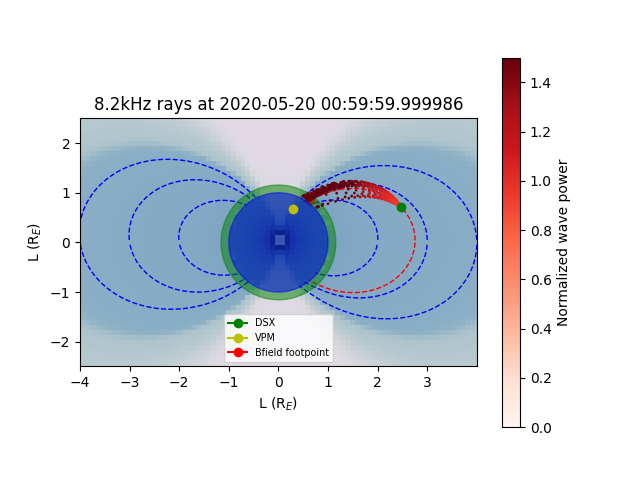 8.2kHz rays at 2020-05-20 00:59:59.999986
2
1
0
−1
−2
L (R_E)
−4 −3 −2 −1 0 1 2 3
L (R_E)
DSX
VPM
Bfield footpoint
1.4
1.2
1.0
0.8
0.6
0.4
0.2
0.0
Normalized wave power